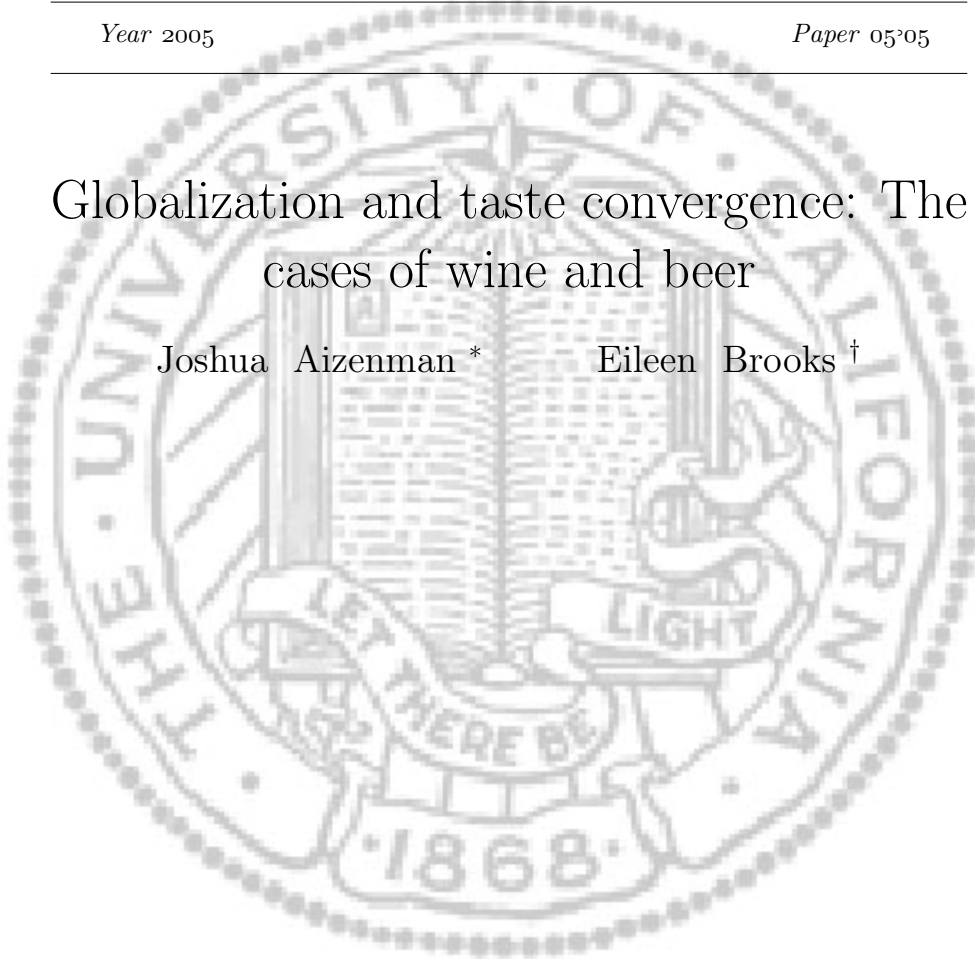 Year 2005 Paper 05-05
Globalization and taste convergence: The
cases of wine and beer
Joshua Aizenman * Eileen Brooks †
THE · UNIVERSITY · OF · CALIFORNIA ·
LET THERE BE
LIGHT
· 1868 ·